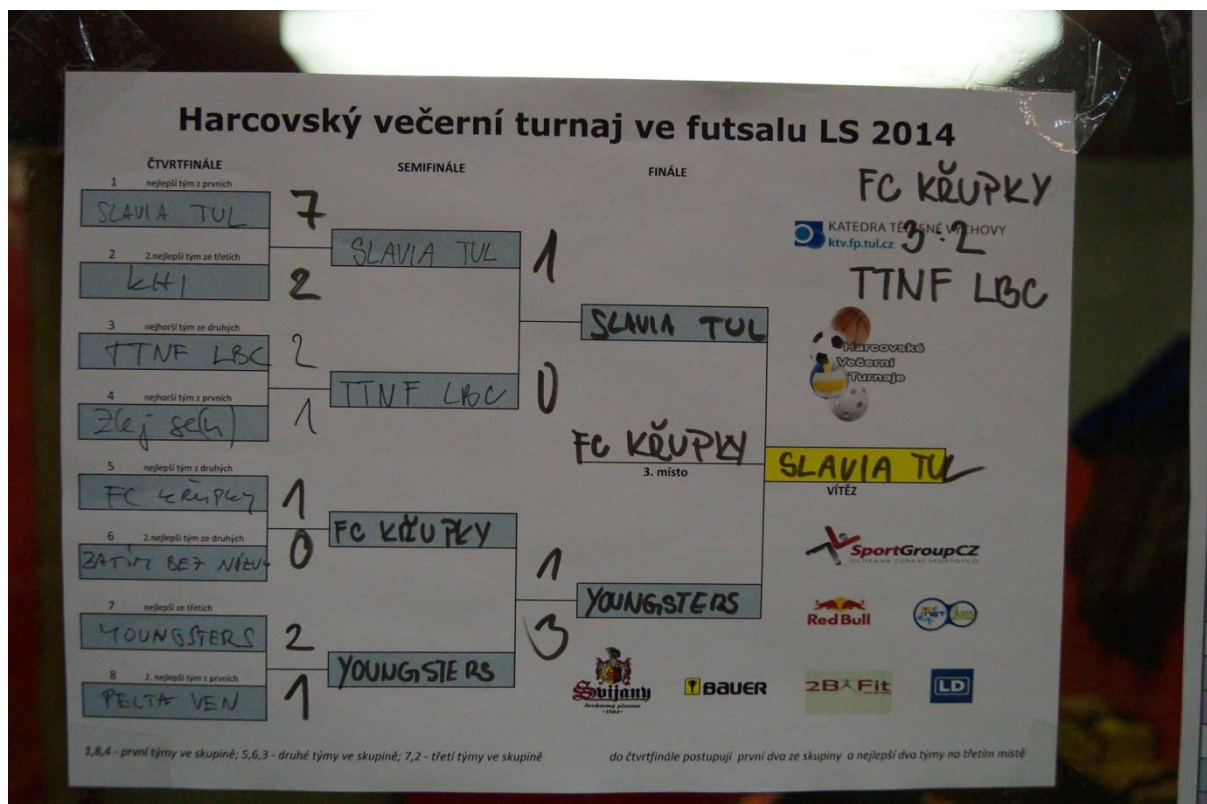 Harcovský večerní turnaj ve futsalu LS 2014
ČTVRTFINÁLE
SEMIFINÁLE
FINÁLE
FC KŘUPKY
3:2
TTNF LBC
KATEDRA TĚLESNÉ VÝCHOVY
ktv.fp.tul.cz
1 nejlepší tým z prvních
SLAVIA TUL 7
2 2.nejlepší tým ze třetích
KHI 2
3 nejhorší tým ze druhých
TTNF LBC 2
4 nejhorší tým z prvních
Zlej se(n) 1
5 nejlepší tým z druhých
FC KŘUPKY 1
6 2.nejlepší tým ze druhých
ZATÍM BEZ NÁZVU 0
7 nejlepší ze třetích
YOUNGSTERS 2
8 2. nejlepší tým z prvních
PELTA VEN 1
SLAVIA TUL 1
TTNF LBC 0
FC KŘUPKY 1
YOUNGSTERS 3
SLAVIA TUL
FC KŘUPKY
3. místo
YOUNGSTERS
SLAVIA TUL
VÍTĚZ
Harcovské
Večerní
Turnaje
SportGroupCZ
OCHRANA ZDRAVÍ SPORTOVCŮ
Red Bull
Svijany
1564
BAUER
2B Fit
LD
1,8,4 - první týmy ve skupině; 5,6,3 - druhé týmy ve skupině; 7,2 - třetí týmy ve skupině
do čtvrtfinále postupují první dva ze skupiny a nejlepší dva týmy na třetím místě